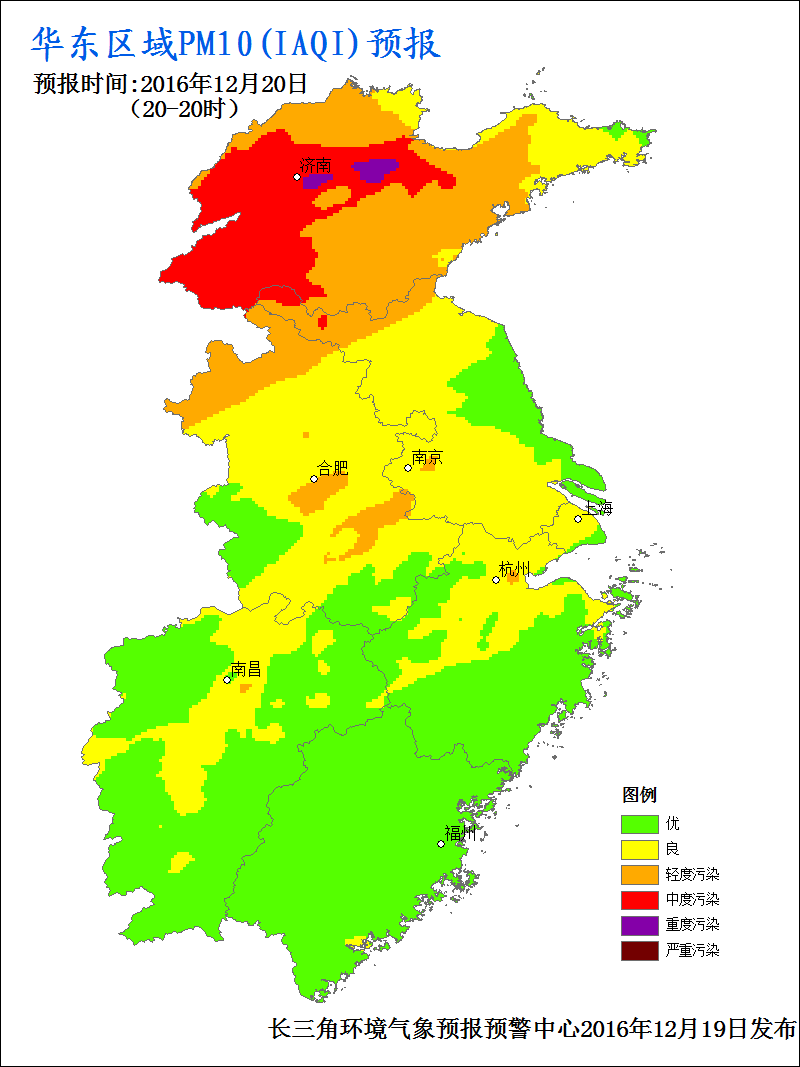 华东区域PM10(IAQI)预报
预报时间:2016年12月20日
(20-20时)
济南
合肥
南京
上海
杭州
南昌
福州
图例
优
良
轻度污染
中度污染
重度污染
严重污染
长三角环境气象预报预警中心2016年12月19日发布